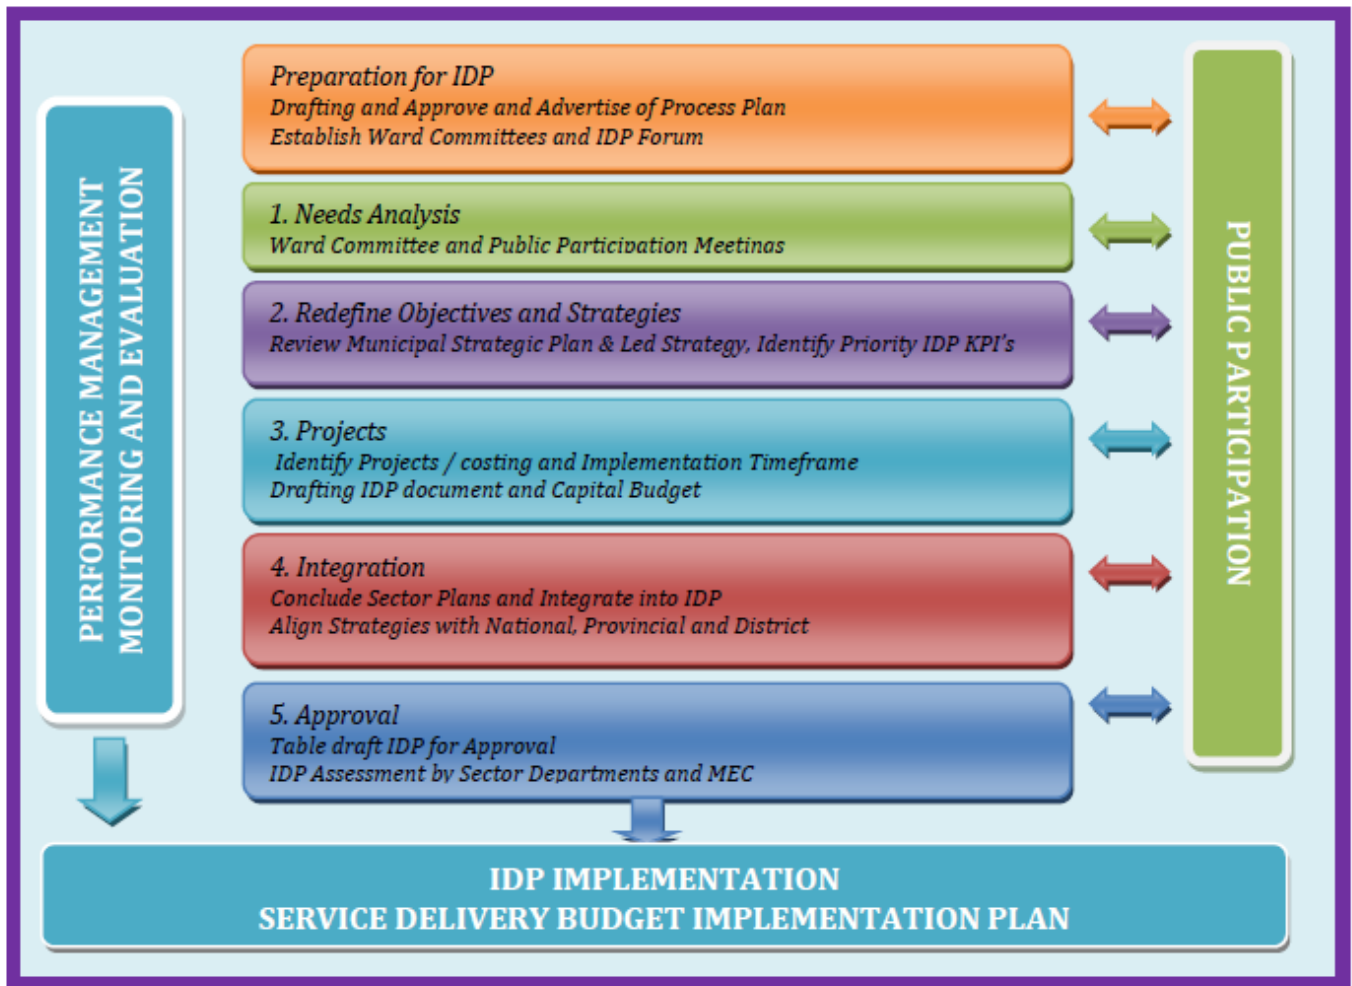 PERFORMANCE MANAGEMENT
MONITORING AND EVALUATION
Preparation for IDP
Drafting and Approve and Advertise of Process Plan
Establish Ward Committees and IDP Forum
1. Needs Analysis
Ward Committee and Public Participation Meetings
2. Redefine Objectives and Strategies
Review Municipal Strategic Plan & Led Strategy, Identify Priority IDP KPI's
3. Projects
Identify Projects / costing and Implementation Timeframe
Drafting IDP document and Capital Budget
4. Integration
Conclude Sector Plans and Integrate into IDP
Align Strategies with National, Provincial and District
5. Approval
Table draft IDP for Approval
IDP Assessment by Sector Departments and MEC
PUBLIC PARTICIPATION
IDP IMPLEMENTATION
SERVICE DELIVERY BUDGET IMPLEMENTATION PLAN